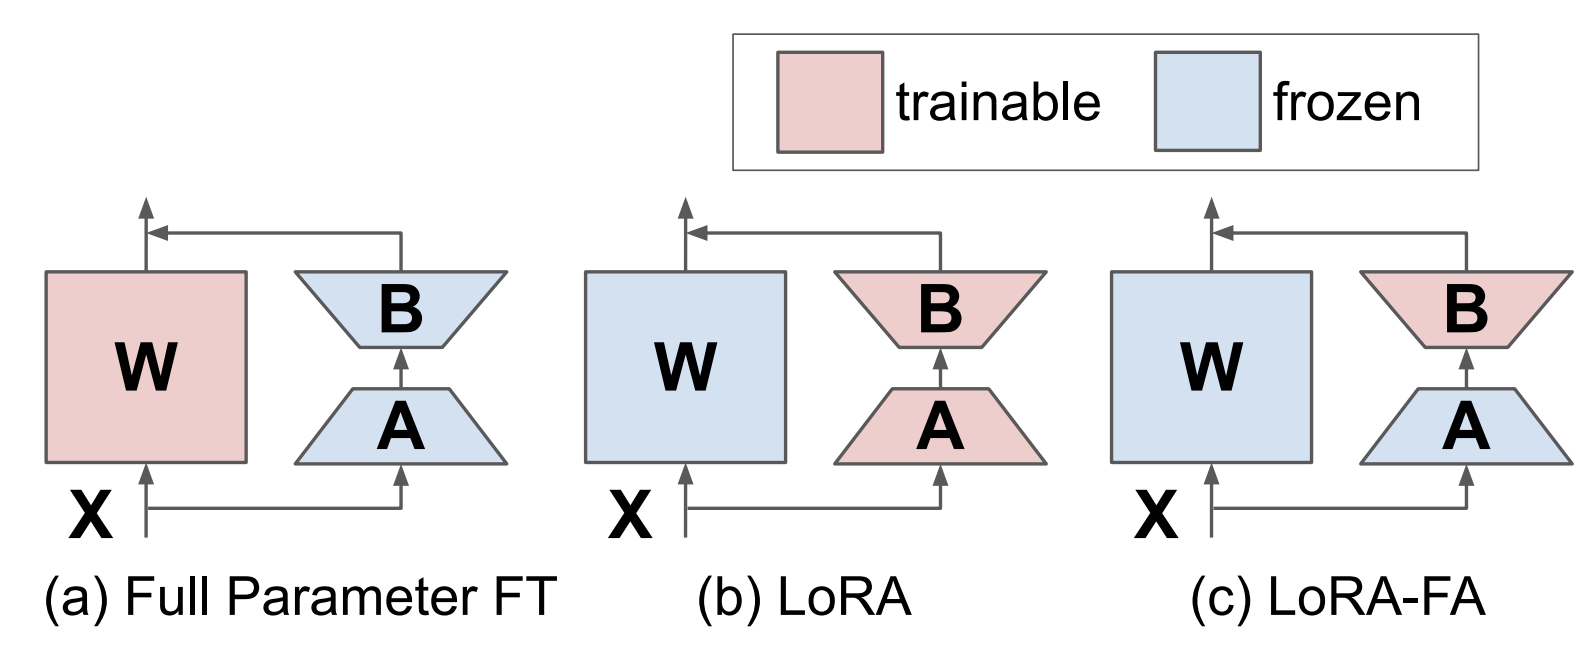 trainable frozen
B B B
W W W
A A A
X X X
(a) Full Parameter FT (b) LoRA (c) LoRA-FA